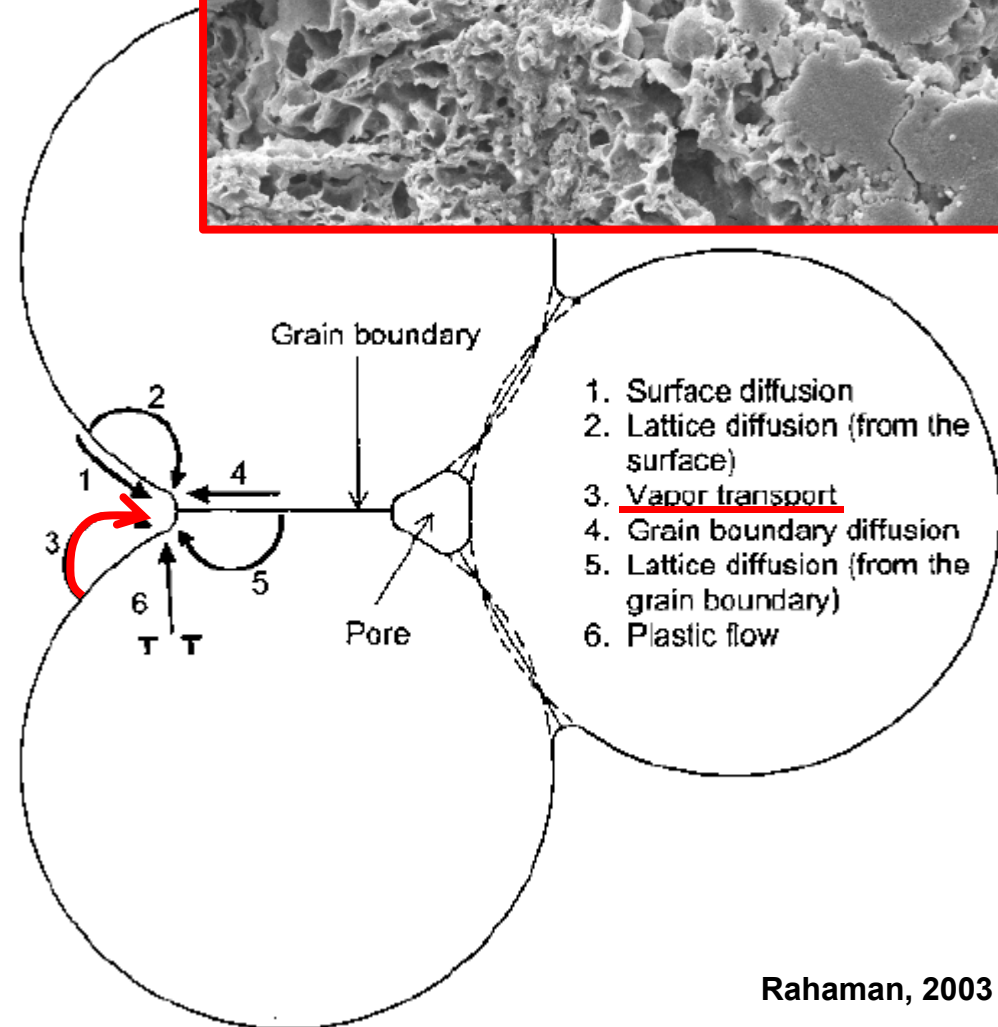 Grain boundary
2
1
4
3
5
6
T T
Pore
1. Surface diffusion
2. Lattice diffusion (from the
surface)
3. Vapor transport
4. Grain boundary diffusion
5. Lattice diffusion (from the
grain boundary)
6. Plastic flow
Rahaman, 2003